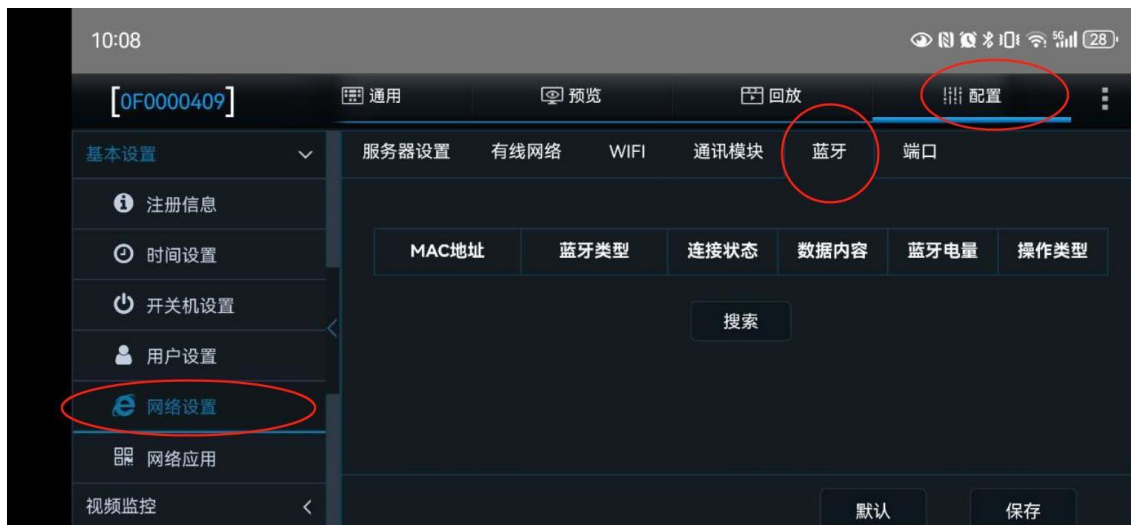 10:08 5G 28
[0F0000409] 通用 预览 回放 配置
基本设置 服务器设置 有线网络 WIFI 通讯模块 蓝牙 端口
注册信息
时间设置 MAC地址 蓝牙类型 连接状态 数据内容 蓝牙电量 操作类型
开关机设置 搜索
用户设置
网络设置
网络应用
视频监控 默认 保存